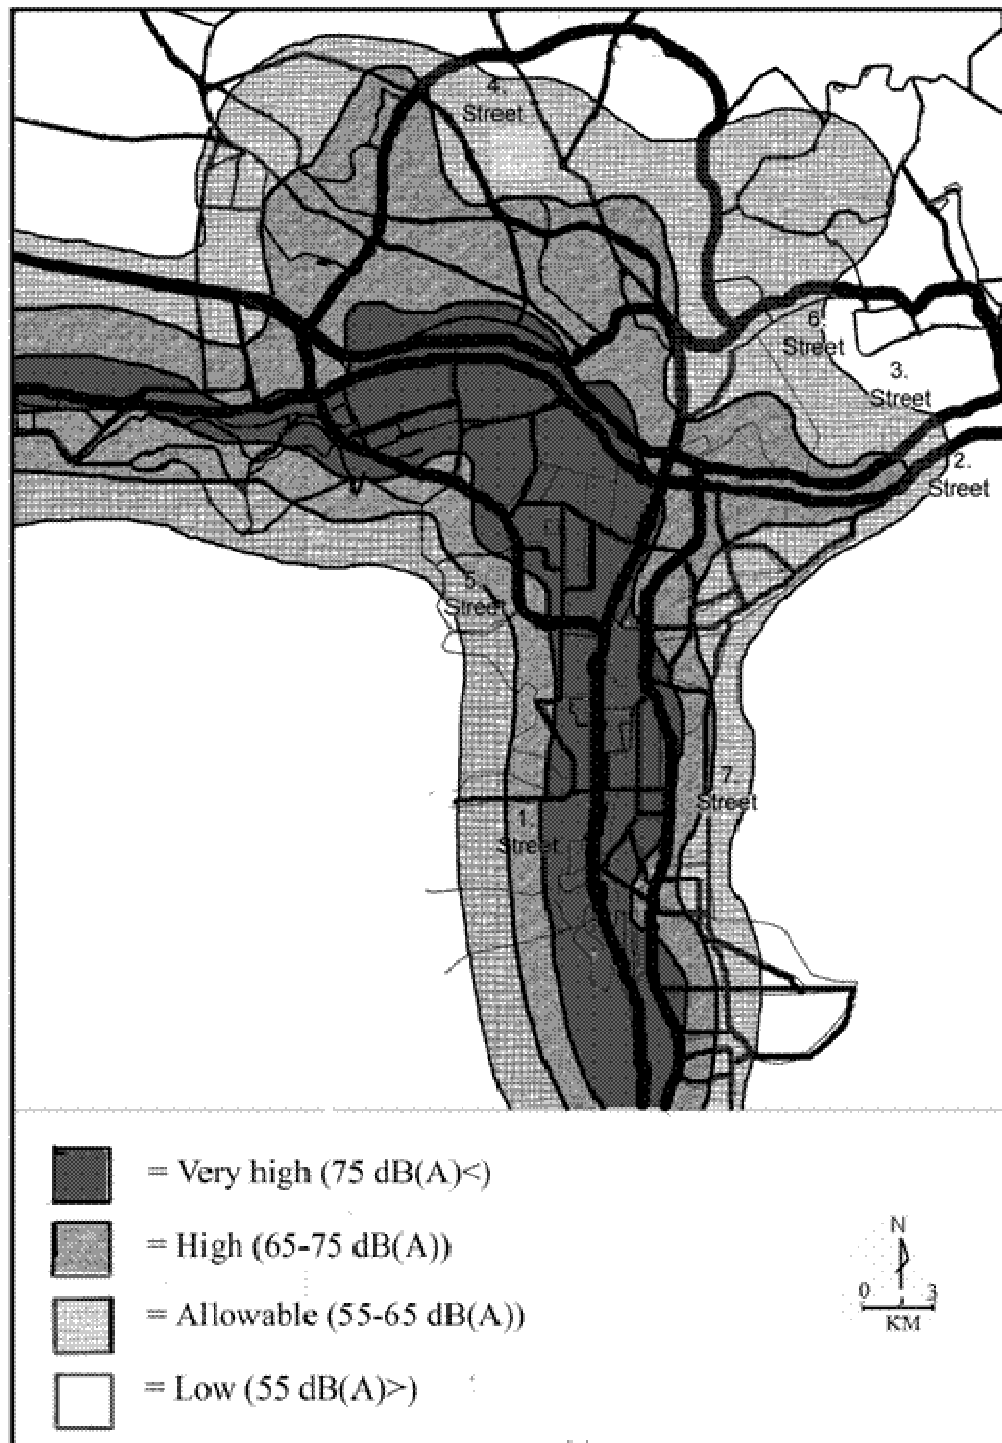 4.
Street
6.
Street
3.
Street
2.
Street
5.
Street
7.
Street
1.
Street
= Very high (75 dB(A)<)
= High (65-75 dB(A))
= Allowable (55-65 dB(A))
= Low (55 dB(A)>)
N
0 3
KM